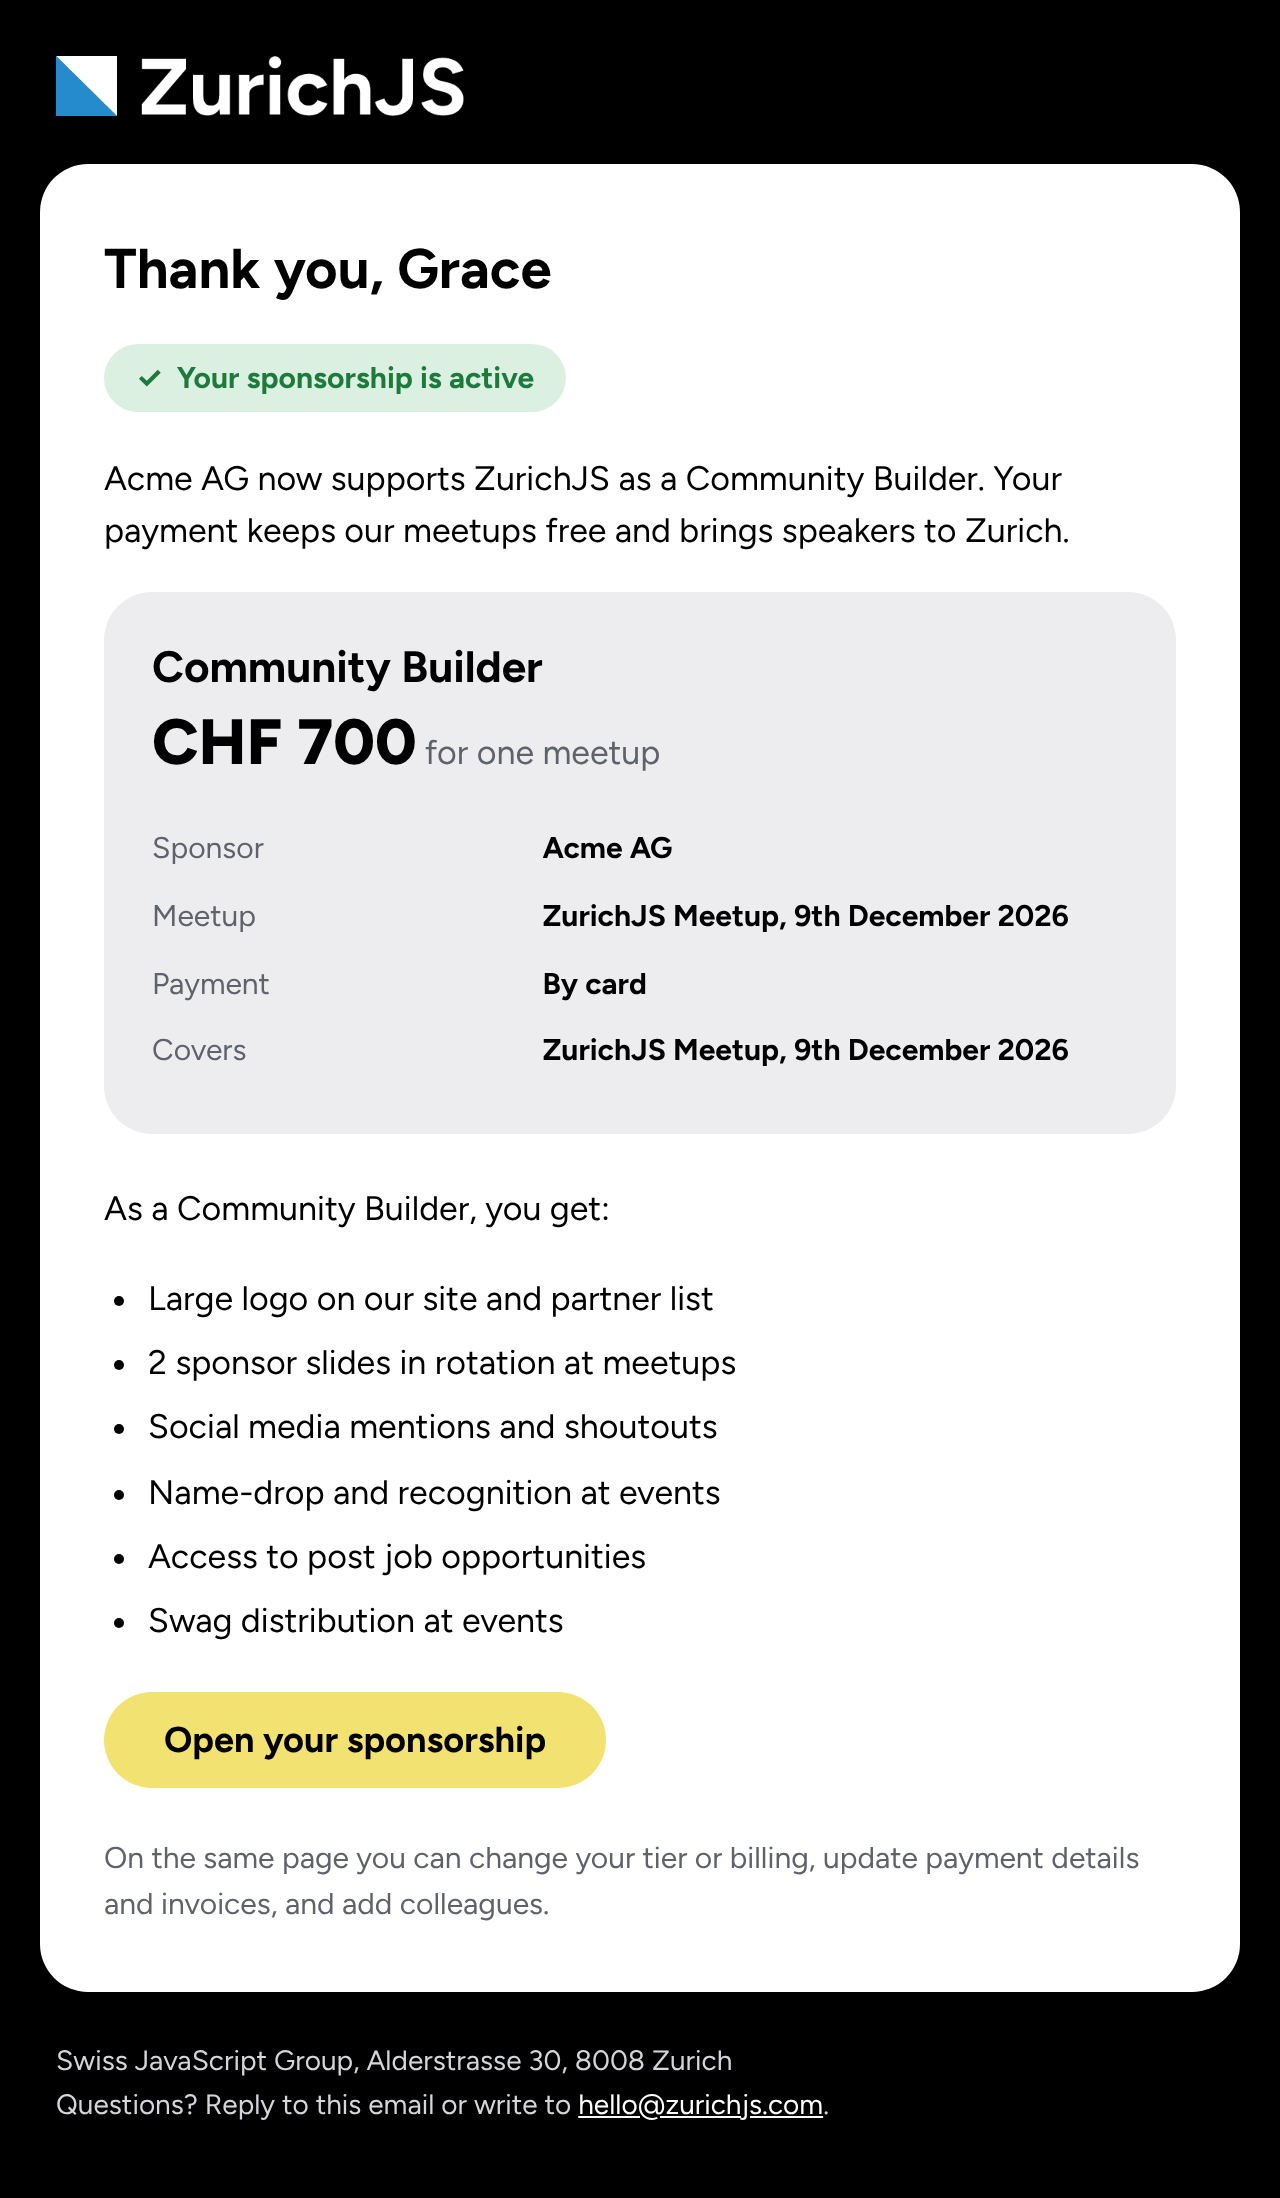 ZurichJS
Thank you, Grace
✓ Your sponsorship is active
Acme AG now supports ZurichJS as a Community Builder. Your
payment keeps our meetups free and brings speakers to Zurich.
Community Builder
CHF 700 for one meetup
Sponsor Acme AG
Meetup ZurichJS Meetup, 9th December 2026
Payment By card
Covers ZurichJS Meetup, 9th December 2026
As a Community Builder, you get:
• Large logo on our site and partner list
• 2 sponsor slides in rotation at meetups
• Social media mentions and shoutouts
• Name-drop and recognition at events
• Access to post job opportunities
• Swag distribution at events
Open your sponsorship
On the same page you can change your tier or billing, update payment details
and invoices, and add colleagues.
Swiss JavaScript Group, Alderstrasse 30, 8008 Zurich
Questions? Reply to this email or write to hello@zurichjs.com.